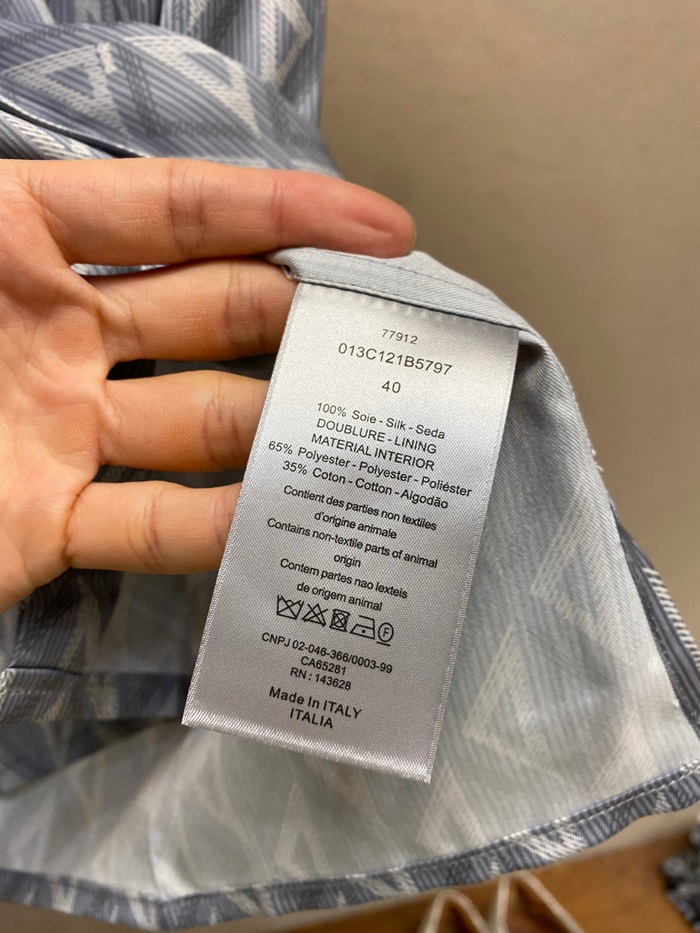 77912
013C121B5797
40
100% Soie - Silk - Seda
DOUBLURE - LINING
MATERIAL INTERIOR
65% Polyester - Polyester - Poliéster
35% Coton - Cotton - Algodão
Contient des parties non textiles
d'origine animale
Contains non-textile parts of animal
origin
Contem partes nao lexteis
de origem animal
F
CNPJ 02-046-366/0003-99
CA65281
RN : 143628
Made in ITALY
ITALIA